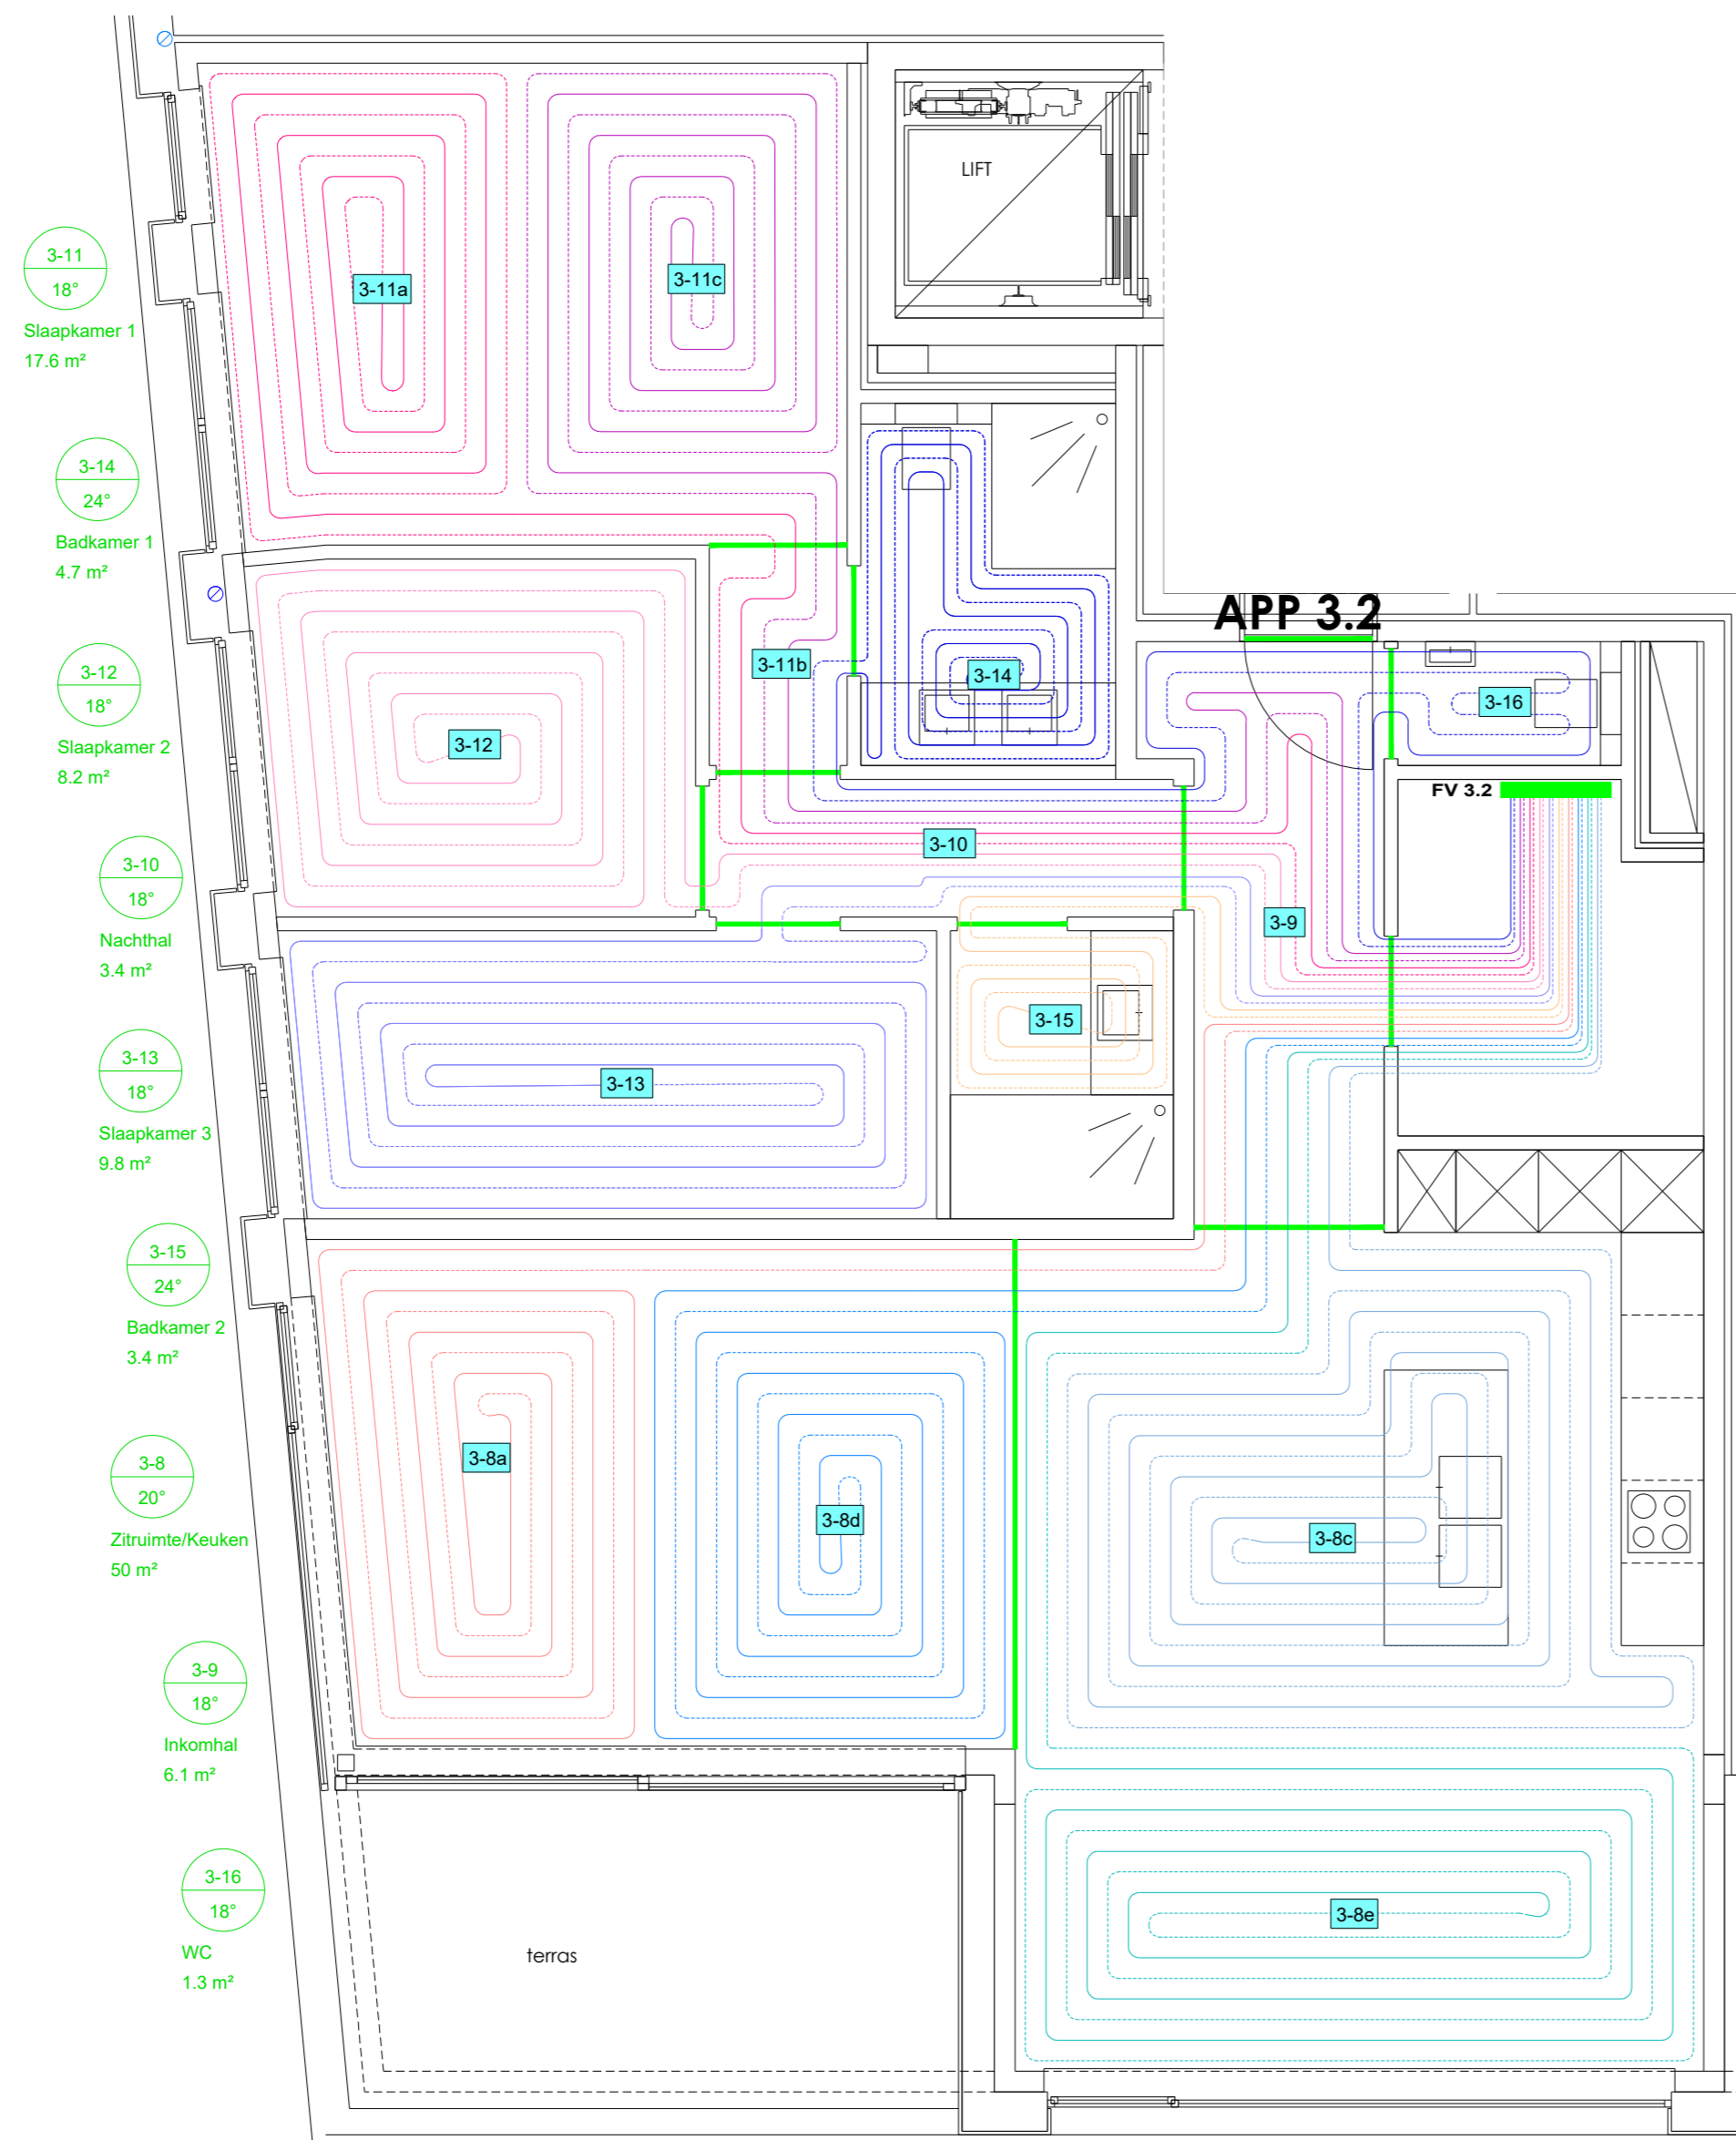 LIFT
3-11a
3-11c
3-11
18°
Slaapkamer 1
17.6 m²
3-14
24°
Badkamer 1
4.7 m²
APP 3.2
3-11b
3-14
3-16
3-12
18°
Slaapkamer 2
8.2 m²
3-12
FV 3.2
3-10
3-10
18°
Nachthal
3.4 m²
3-9
3-15
3-13
18°
Slaapkamer 3
9.8 m²
3-13
3-15
24°
Badkamer 2
3.4 m²
3-8
20°
Zitruimte/Keuken
50 m²
3-8a
3-8d
3-8c
3-9
18°
Inkomhal
6.1 m²
3-16
18°
WC
1.3 m²
3-8e
terras